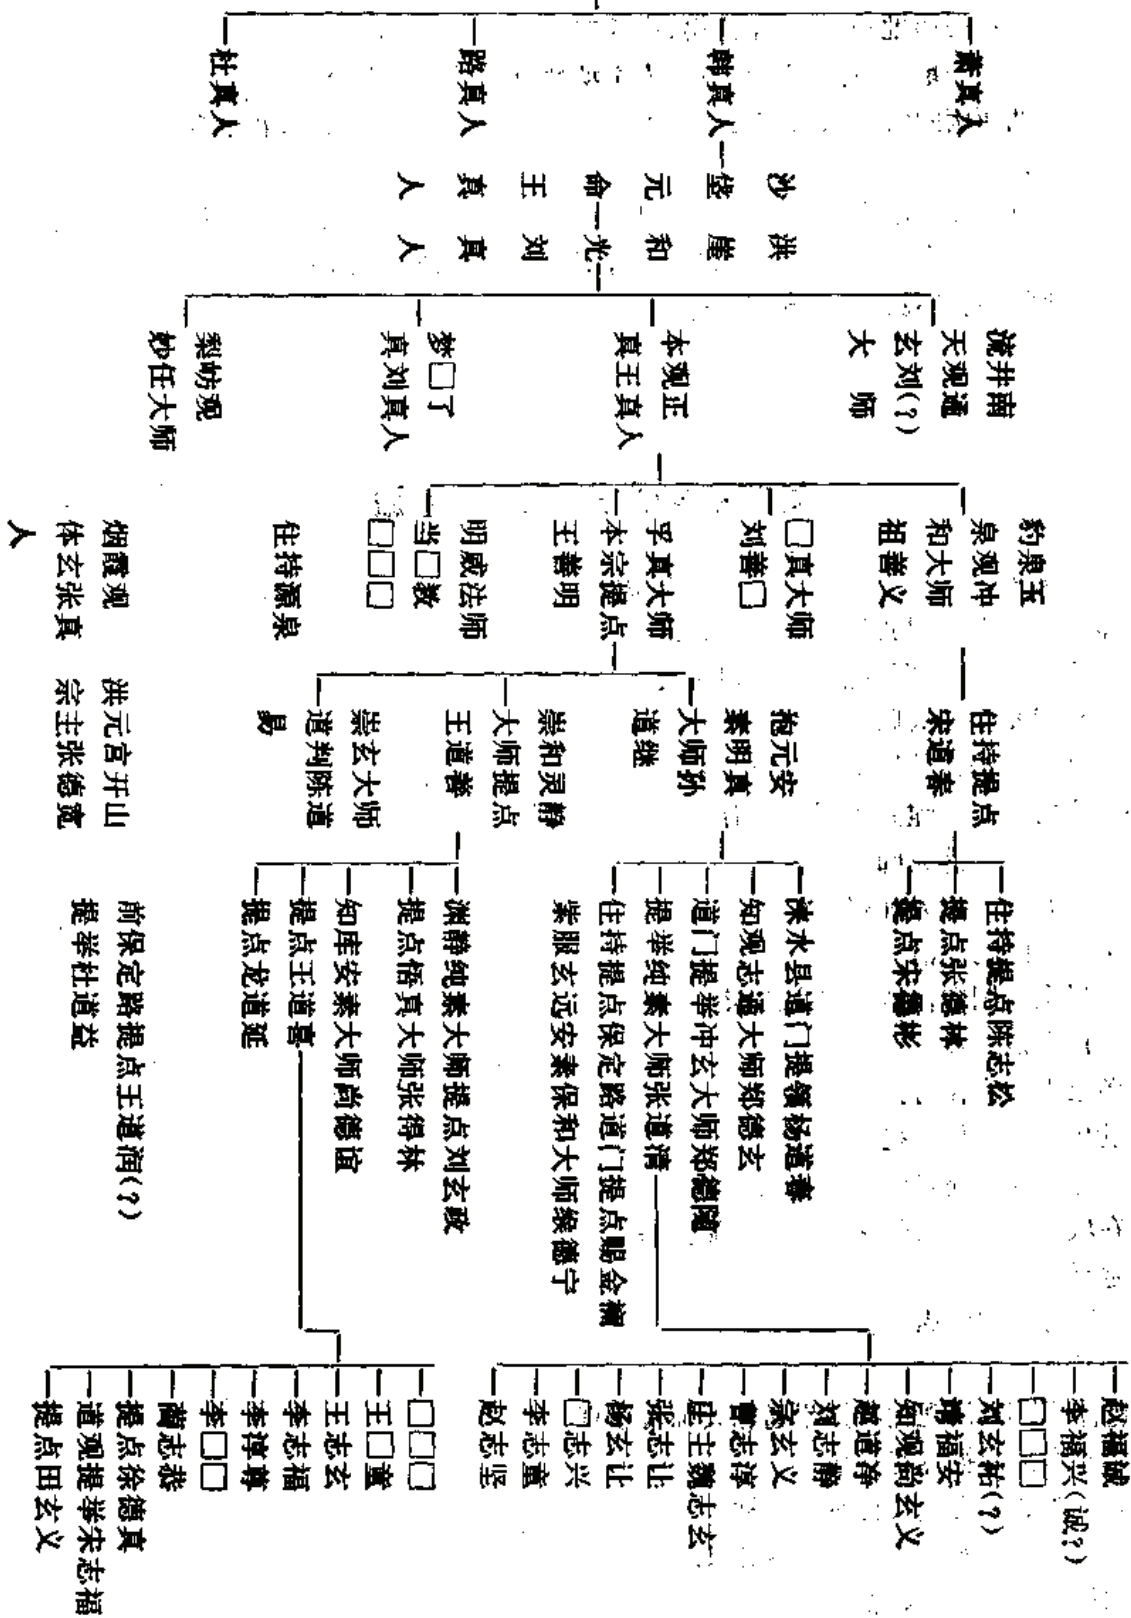 萧真人
韩真人
路真人
杜真人
沙垡元命王真人
洪崖和光刘真人
流井南
天观通
玄刘(?)
大师
本观正
真王真人
梦□了
真刘真人
梨峁观
妙任大师
豹泉玉
泉观冲
和大师
祖善义
□真大师
刘善□
孚真大师
本宗提点
王善明
明威法师
当□教
□□□
住持源泉
烟霞观
体玄张真
人
住持提点
宋道春
抱元安
素明真
大师孙
道继
崇和灵静
大师提点
王道善
崇玄大师
道判陈道
易
洪元宫开山
宗主张德宽
住持提点陈志松
提点张德林
提点宋德彬
涞水县道门提领杨道春
知观志通大师郑德玄
道门提举冲玄大师郑德随
提举纯素大师张道清
住持提点保定路道门提点赐金襕
紫服玄远安素保和大师缑德宁
渊静纯素大师提点刘玄政
提点悟真大师张得林
知库安素大师尚德谊
提点王道喜
提点龙道延
前保定路提点王道润(?)
提举杜道益
赵福诚
李福兴(诚?)
□□□
刘玄祐(?)
靖福安
知观尚玄义
赵道净
刘志静
宗玄义
曹志淳
庄主魏志玄
张志让
杨玄让
□志兴
李志童
赵志坚
□□□
王□童
王志玄
李志福
李淳尊
李□□
蔺志恭
提点徐德真
道观提举宋志福
提点田玄义